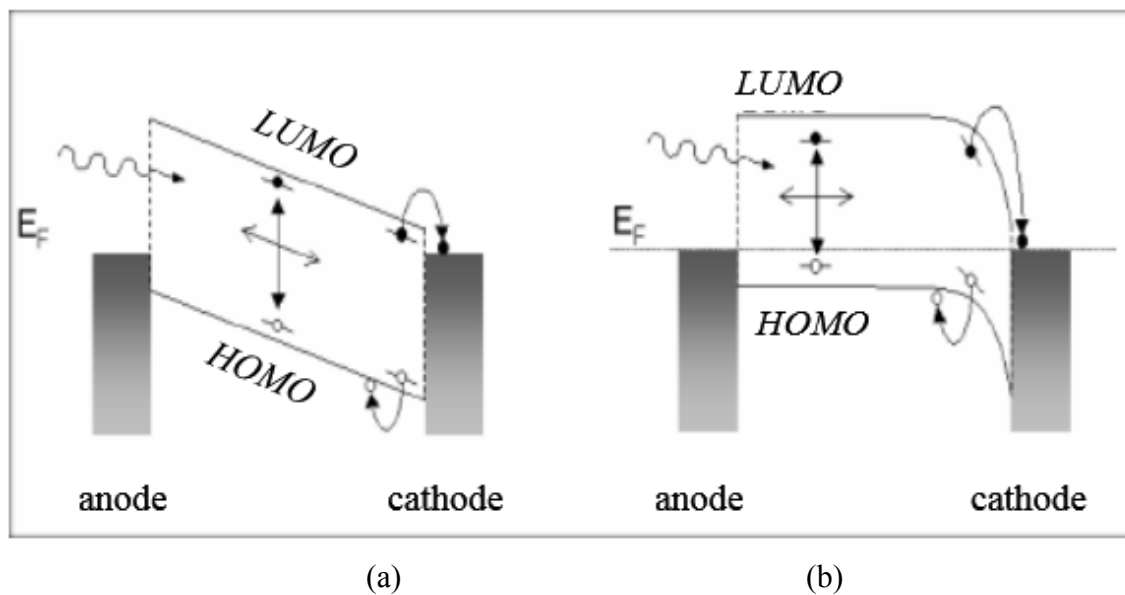 LUMO
E_F
HOMO
anode
cathode
LUMO
E_F
HOMO
anode
cathode
(a)
(b)